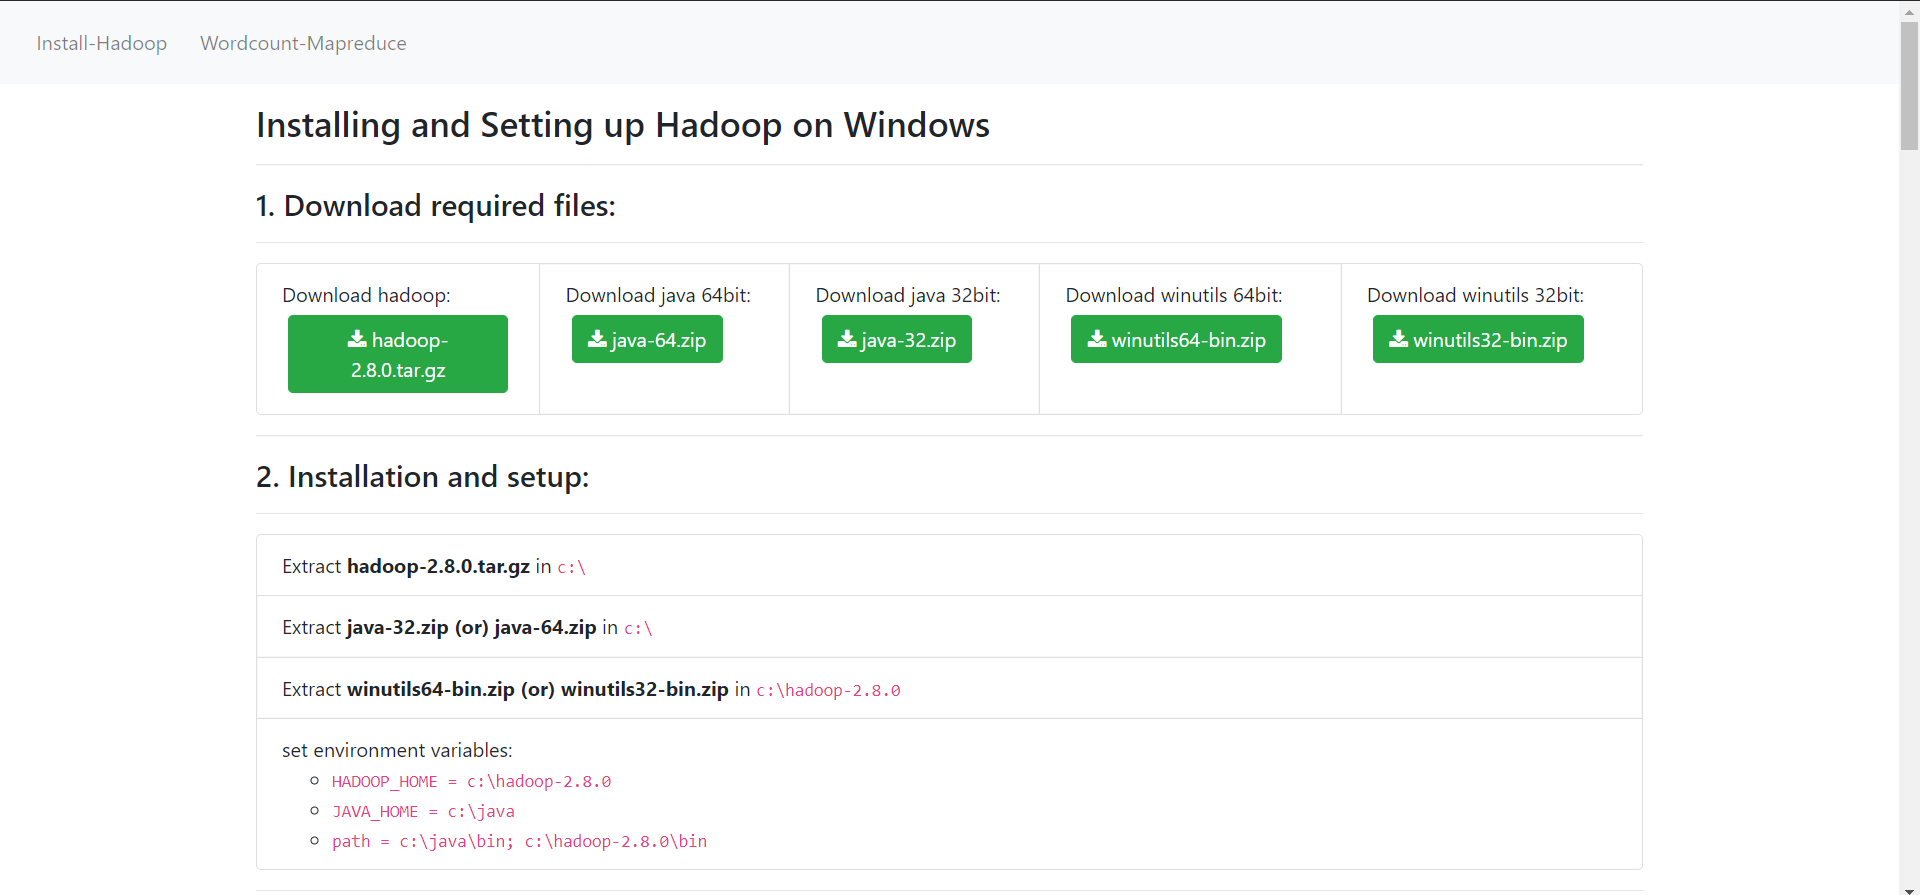 Install-Hadoop Wordcount-Mapreduce
Installing and Setting up Hadoop on Windows
1. Download required files:
Download hadoop:
hadoop-
2.8.0.tar.gz
Download java 64bit:
java-64.zip
Download java 32bit:
java-32.zip
Download winutils 64bit:
winutils64-bin.zip
Download winutils 32bit:
winutils32-bin.zip
2. Installation and setup:
Extract hadoop-2.8.0.tar.gz in c:\
Extract java-32.zip (or) java-64.zip in c:\
Extract winutils64-bin.zip (or) winutils32-bin.zip in c:\hadoop-2.8.0
set environment variables:
HADOOP_HOME = c:\hadoop-2.8.0
JAVA_HOME = c:\java
path = c:\java\bin; c:\hadoop-2.8.0\bin